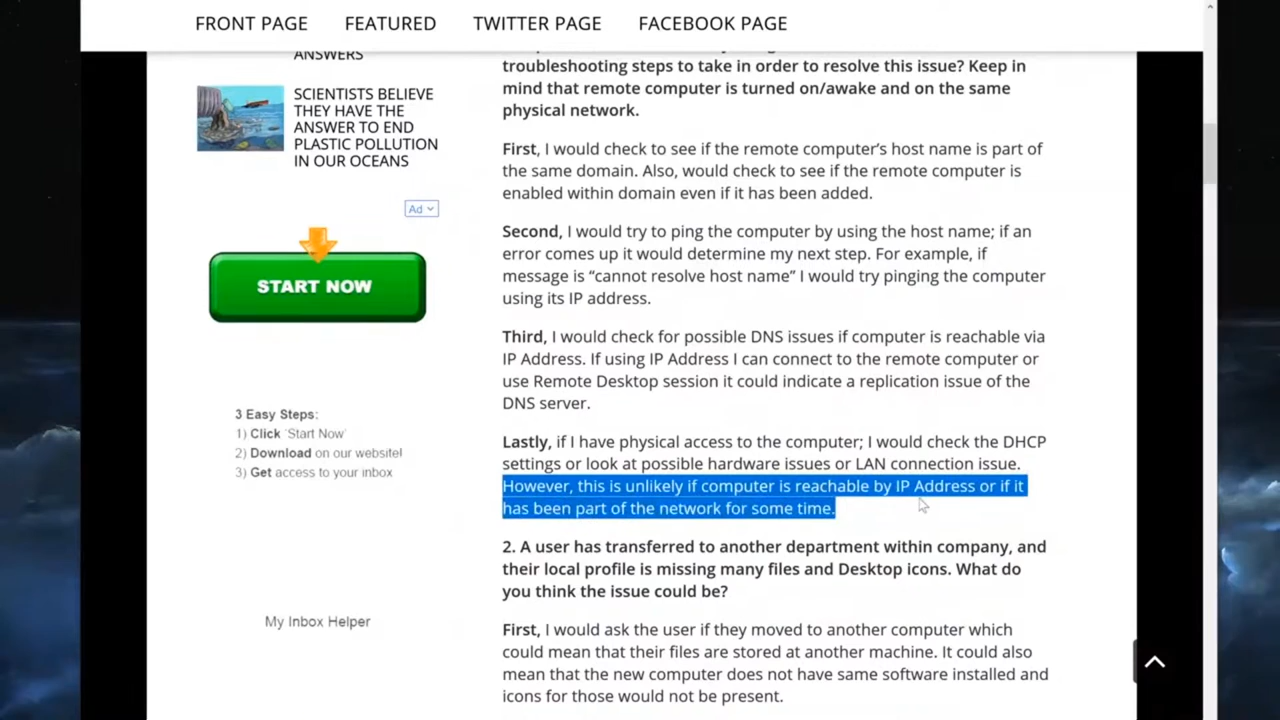 FRONT PAGE FEATURED TWITTER PAGE FACEBOOK PAGE
ANSWERS
SCIENTISTS BELIEVE
THEY HAVE THE
ANSWER TO END
PLASTIC POLLUTION
IN OUR OCEANS
Ad
START NOW
3 Easy Steps:
1) Click 'Start Now'
2) Download on our website!
3) Get access to your inbox
My Inbox Helper
troubleshooting steps to take in order to resolve this issue? Keep in
mind that remote computer is turned on/awake and on the same
physical network.
First, I would check to see if the remote computer's host name is part of
the same domain. Also, would check to see if the remote computer is
enabled within domain even if it has been added.
Second, I would try to ping the computer by using the host name; if an
error comes up it would determine my next step. For example, if
message is “cannot resolve host name” I would try pinging the computer
using its IP address.
Third, I would check for possible DNS issues if computer is reachable via
IP Address. If using IP Address I can connect to the remote computer or
use Remote Desktop session it could indicate a replication issue of the
DNS server.
Lastly, if I have physical access to the computer; I would check the DHCP
settings or look at possible hardware issues or LAN connection issue.
However, this is unlikely if computer is reachable by IP Address or if it
has been part of the network for some time.
2. A user has transferred to another department within company, and
their local profile is missing many files and Desktop icons. What do
you think the issue could be?
First, I would ask the user if they moved to another computer which
could mean that their files are stored at another machine. It could also
mean that the new computer does not have same software installed and
icons for those would not be present.